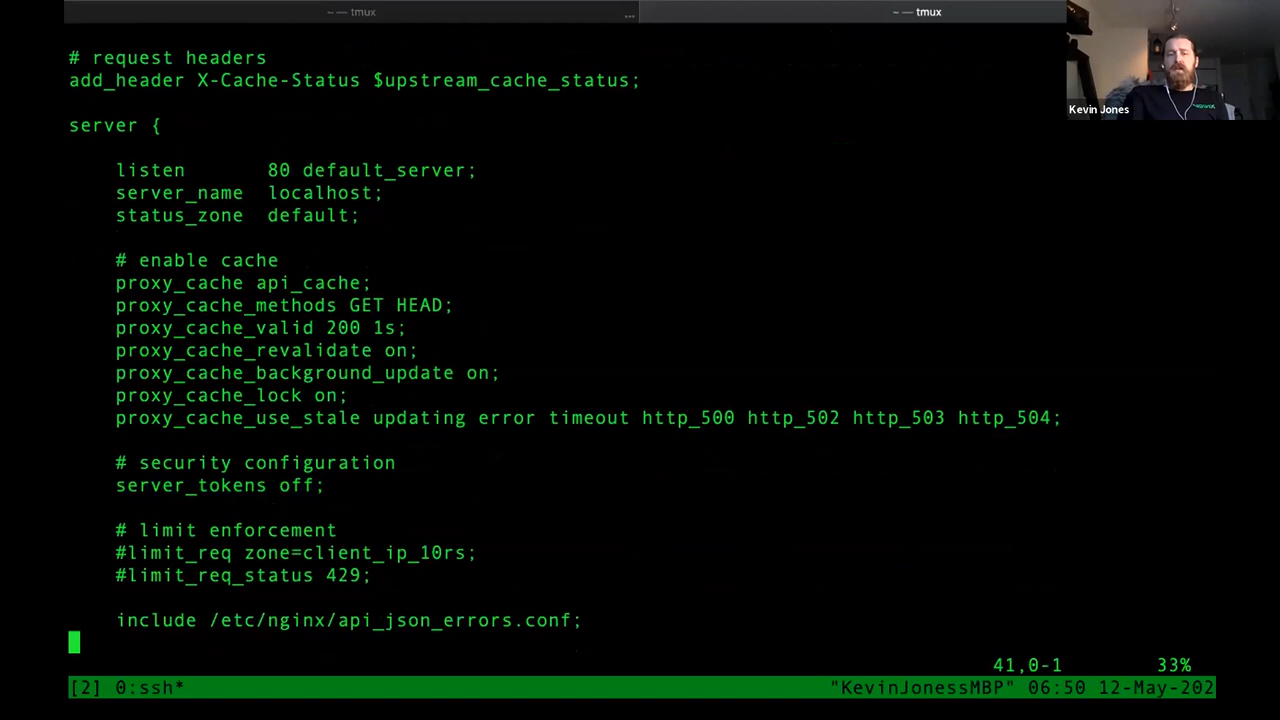 ~ — tmux
...
~ — tmux
Kevin Jones
# request headers
add_header X-Cache-Status $upstream_cache_status;
server {
listen 80 default_server;
server_name localhost;
status_zone default;
# enable cache
proxy_cache api_cache;
proxy_cache_methods GET HEAD;
proxy_cache_valid 200 1s;
proxy_cache_revalidate on;
proxy_cache_background_update on;
proxy_cache_lock on;
proxy_cache_use_stale updating error timeout http_500 http_502 http_503 http_504;
# security configuration
server_tokens off;
# limit enforcement
#limit_req zone=client_ip_10rs;
#limit_req_status 429;
include /etc/nginx/api_json_errors.conf;
41,0-1 33%
[2] 0:ssh* "KevinJonessMBP" 06:50 12-May-202